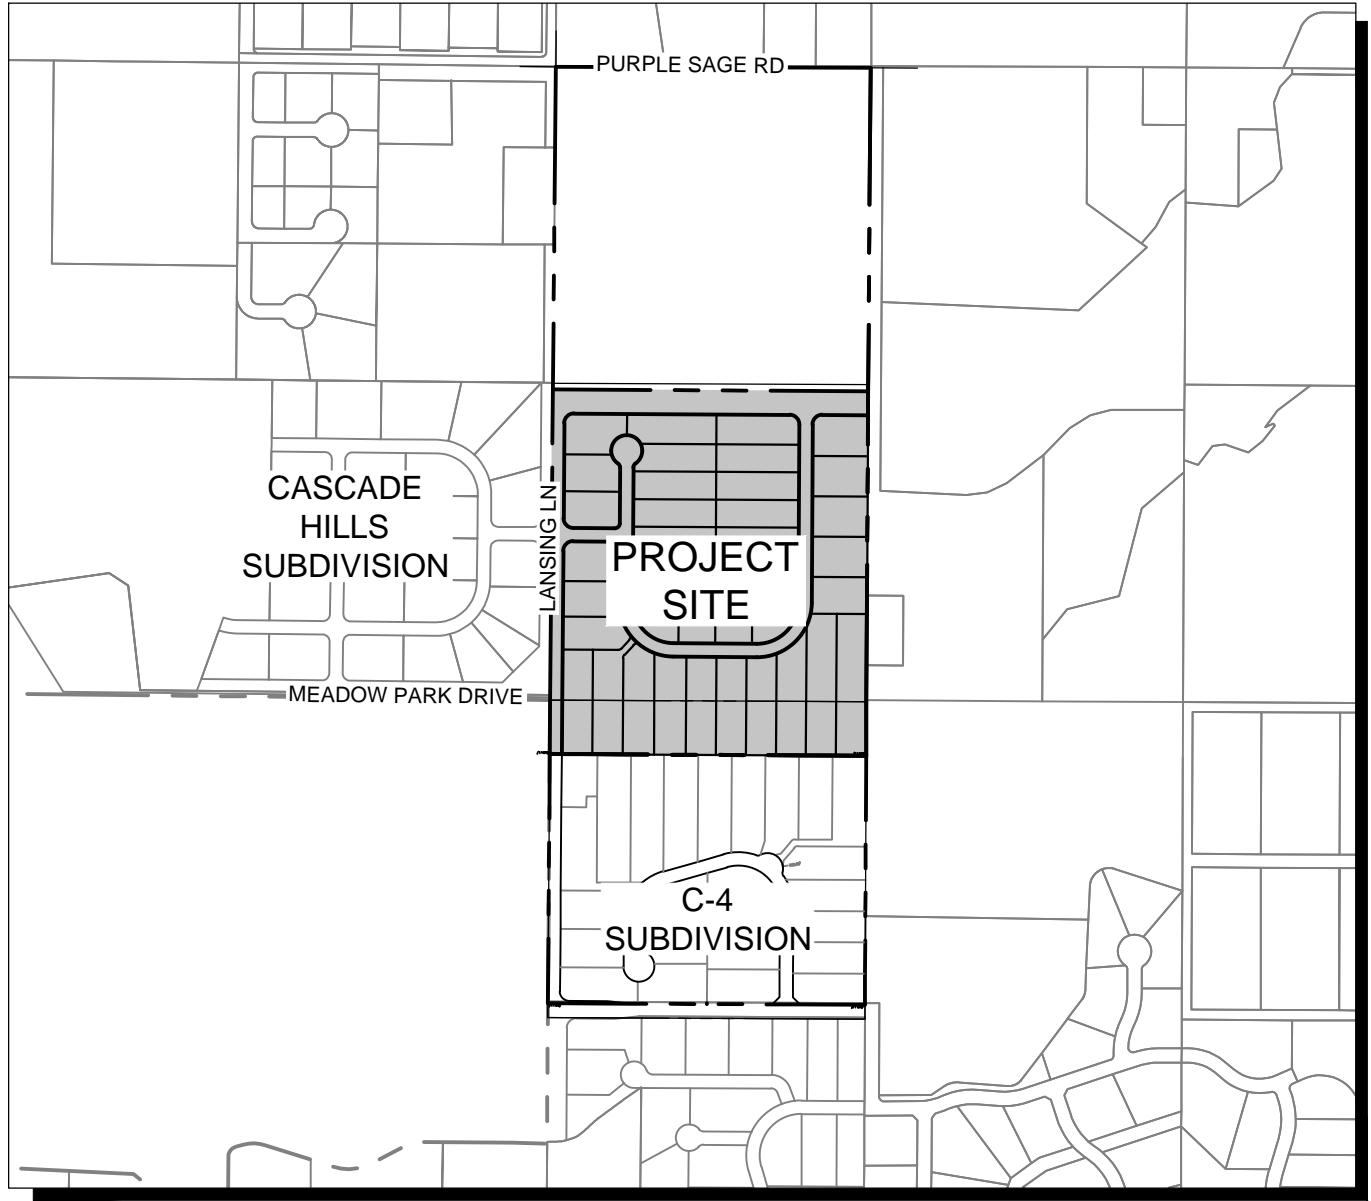 PURPLE SAGE RD
CASCADE
HILLS
SUBDIVISION
LANSING LN
PROJECT
SITE
MEADOW PARK DRIVE
C-4
SUBDIVISION